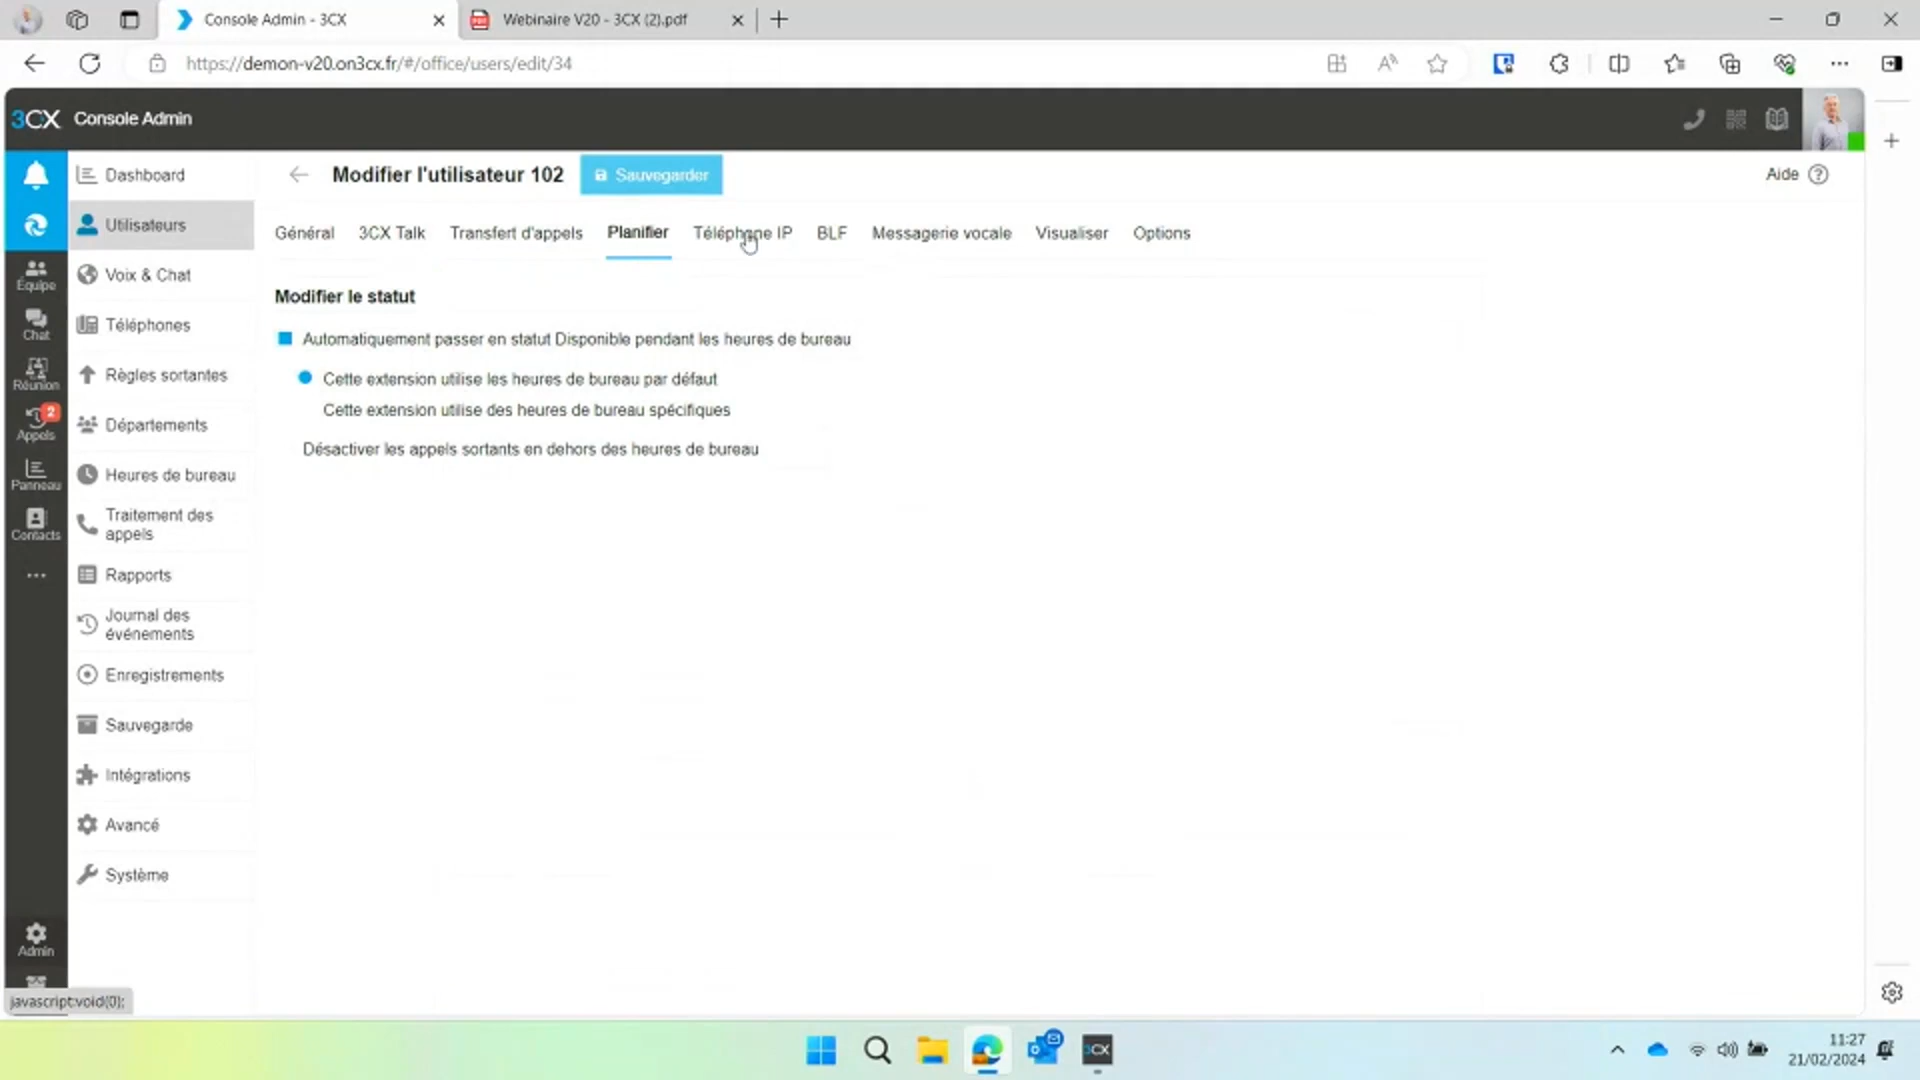 Console Admin - 3CX
Webinaire V20 - 3CX (2).pdf
https://demon-v20.on3cx.fr/#/office/users/edit/34
3CX Console Admin
Dashboard
Modifier l'utilisateur 102
Sauvegarder
Aide
Utilisateurs
Général
3CX Talk
Transfert d'appels
Planifier
Téléphone IP
BLF
Messagerie vocale
Visualiser
Options
Équipe
Voix & Chat
Modifier le statut
Chat
Téléphones
Automatiquement passer en statut Disponible pendant les heures de bureau
Réunion
Règles sortantes
Cette extension utilise les heures de bureau par défaut
Cette extension utilise des heures de bureau spécifiques
2
Appels
Départements
Désactiver les appels sortants en dehors des heures de bureau
Panneau
Heures de bureau
Contacts
Traitement des
appels
Rapports
Journal des
événements
Enregistrements
Sauvegarde
Intégrations
Avancé
Système
Admin
javascript:void(0);
3CX
11:27
21/02/2024